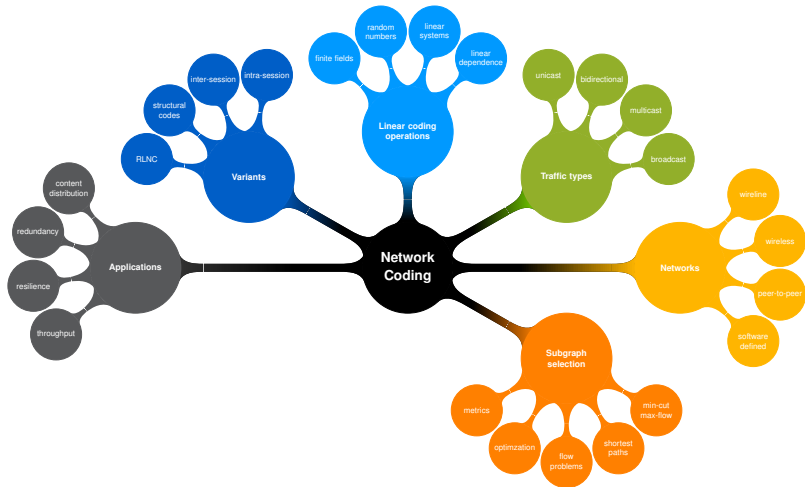 random
numbers
linear
systems
finite fields
linear
dependence
Linear coding
operations
inter-session
intra-session
structural
codes
RLNC
Variants
unicast
bidirectional
multicast
broadcast
Traffic types
content
distribution
redundancy
resilience
throughput
Applications
Network
Coding
wireline
wireless
peer-to-peer
software
defined
Networks
Subgraph
selection
metrics
optimzation
flow
problems
shortest
paths
min-cut
max-flow